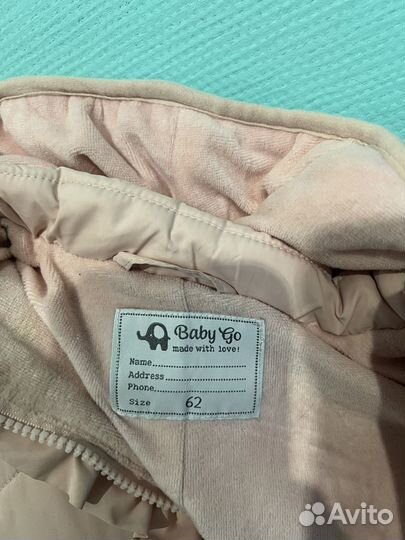 Baby Go
made with love!
Name
Address
Phone
Size 62
Avito